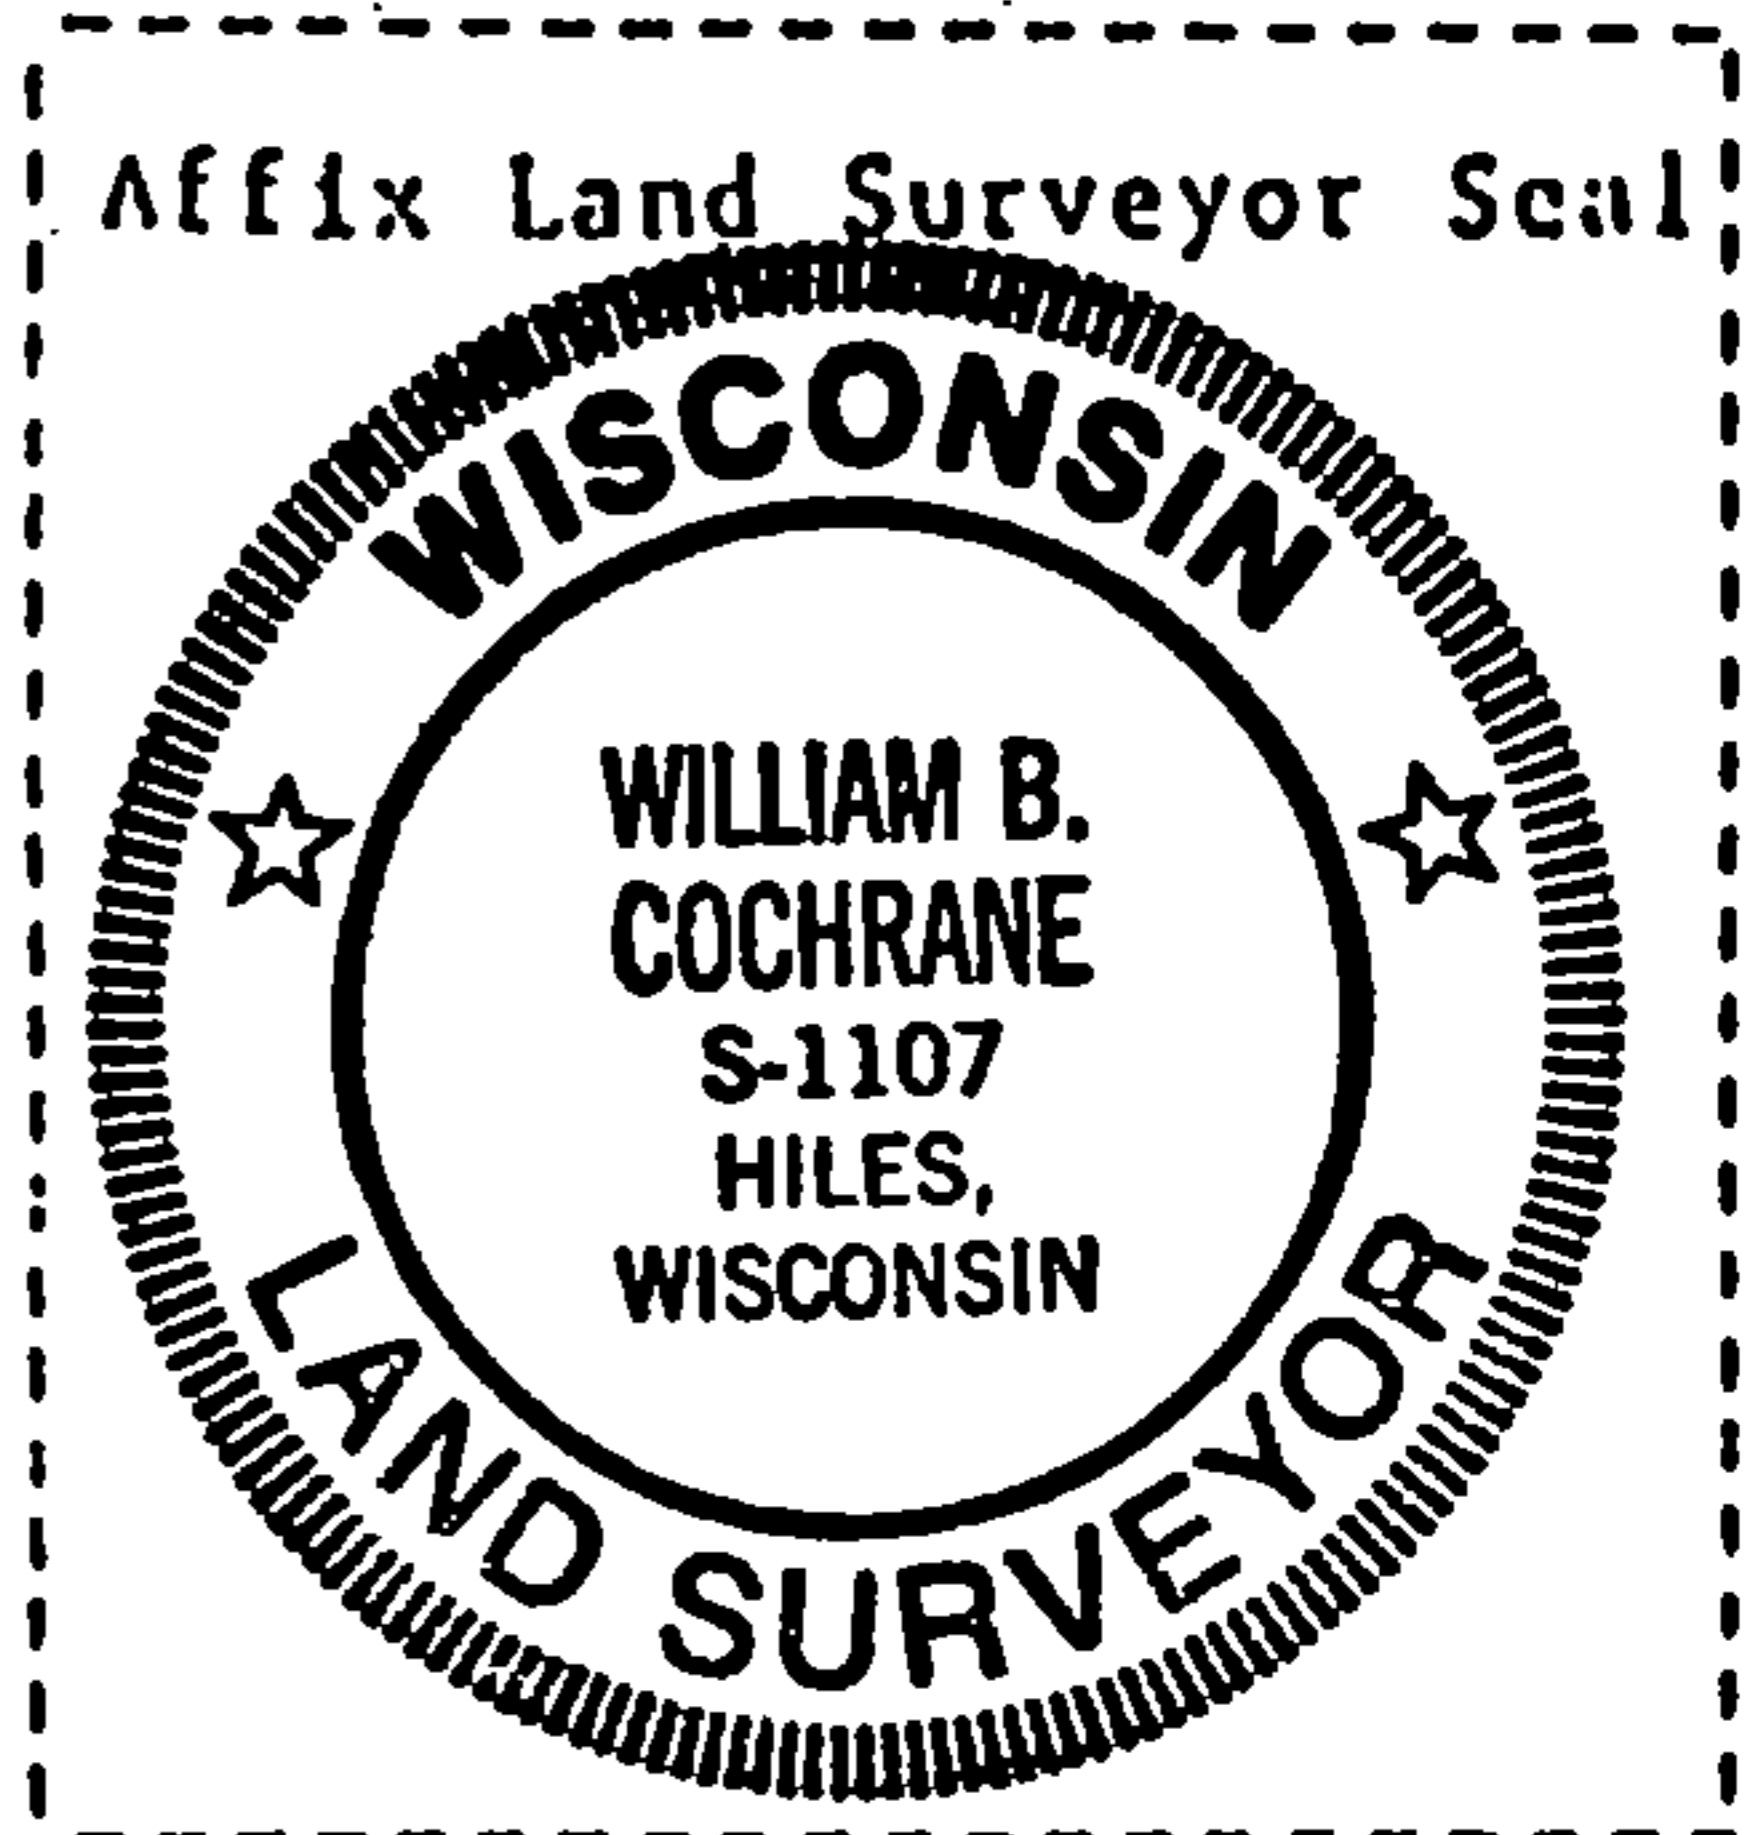 Affix Land Surveyor Seal
WISCONSIN
WILLIAM B.
COCHRANE
S-1107
HILES,
WISCONSIN
LAND SURVEYOR